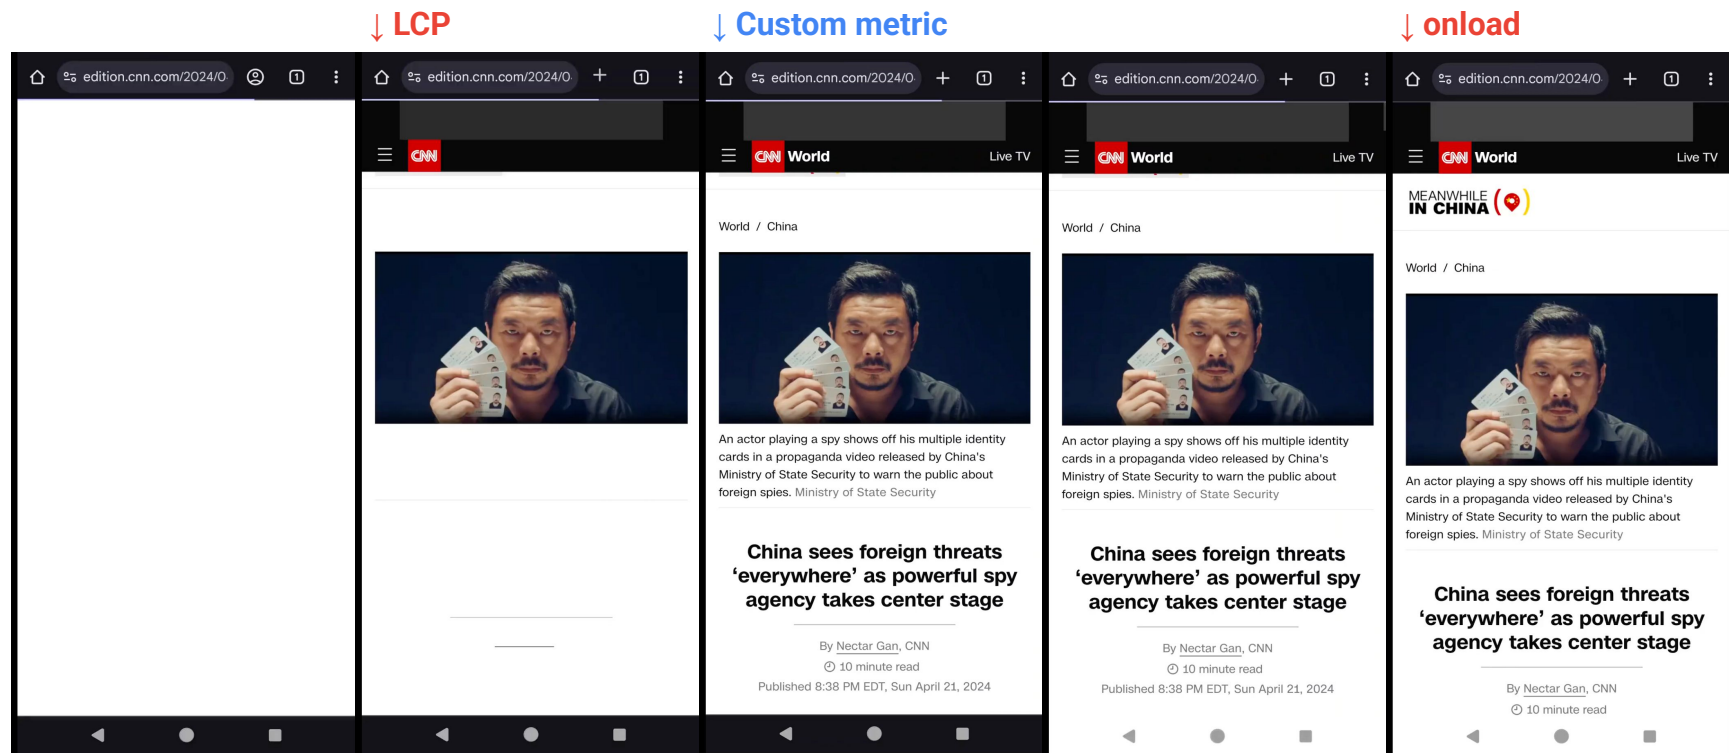 ↓ LCP
↓ Custom metric
↓ onload
edition.cnn.com/2024/0
1
edition.cnn.com/2024/0
1
CNN
edition.cnn.com/2024/0
1
CNN World
Live TV
World / China
An actor playing a spy shows off his multiple identity
cards in a propaganda video released by China's
Ministry of State Security to warn the public about
foreign spies. Ministry of State Security
China sees foreign threats
‘everywhere’ as powerful spy
agency takes center stage
By Nectar Gan, CNN
10 minute read
Published 8:38 PM EDT, Sun April 21, 2024
edition.cnn.com/2024/0
1
CNN World
Live TV
World / China
An actor playing a spy shows off his multiple identity
cards in a propaganda video released by China's
Ministry of State Security to warn the public about
foreign spies. Ministry of State Security
China sees foreign threats
‘everywhere’ as powerful spy
agency takes center stage
By Nectar Gan, CNN
10 minute read
Published 8:38 PM EDT, Sun April 21, 2024
edition.cnn.com/2024/0
1
CNN World
Live TV
MEANWHILE
IN CHINA
World / China
An actor playing a spy shows off his multiple identity
cards in a propaganda video released by China's
Ministry of State Security to warn the public about
foreign spies. Ministry of State Security
China sees foreign threats
‘everywhere’ as powerful spy
agency takes center stage
By Nectar Gan, CNN
10 minute read